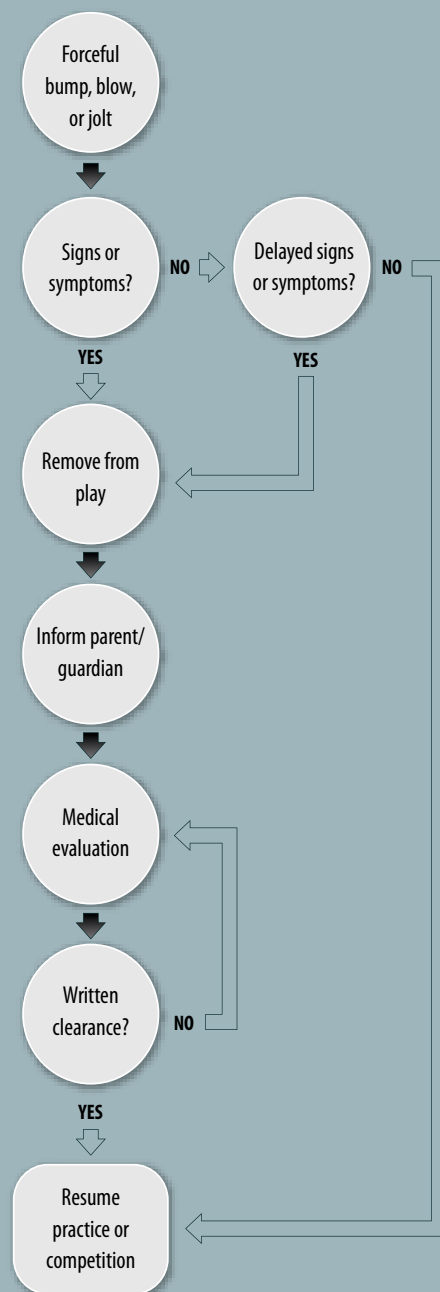 Forceful
bump, blow,
or jolt
Signs or
symptoms?
NO
Delayed signs
or symptoms?
NO
YES
YES
Remove from
play
Inform parent/
guardian
Medical
evaluation
Written
clearance?
NO
YES
Resume
practice or
competition